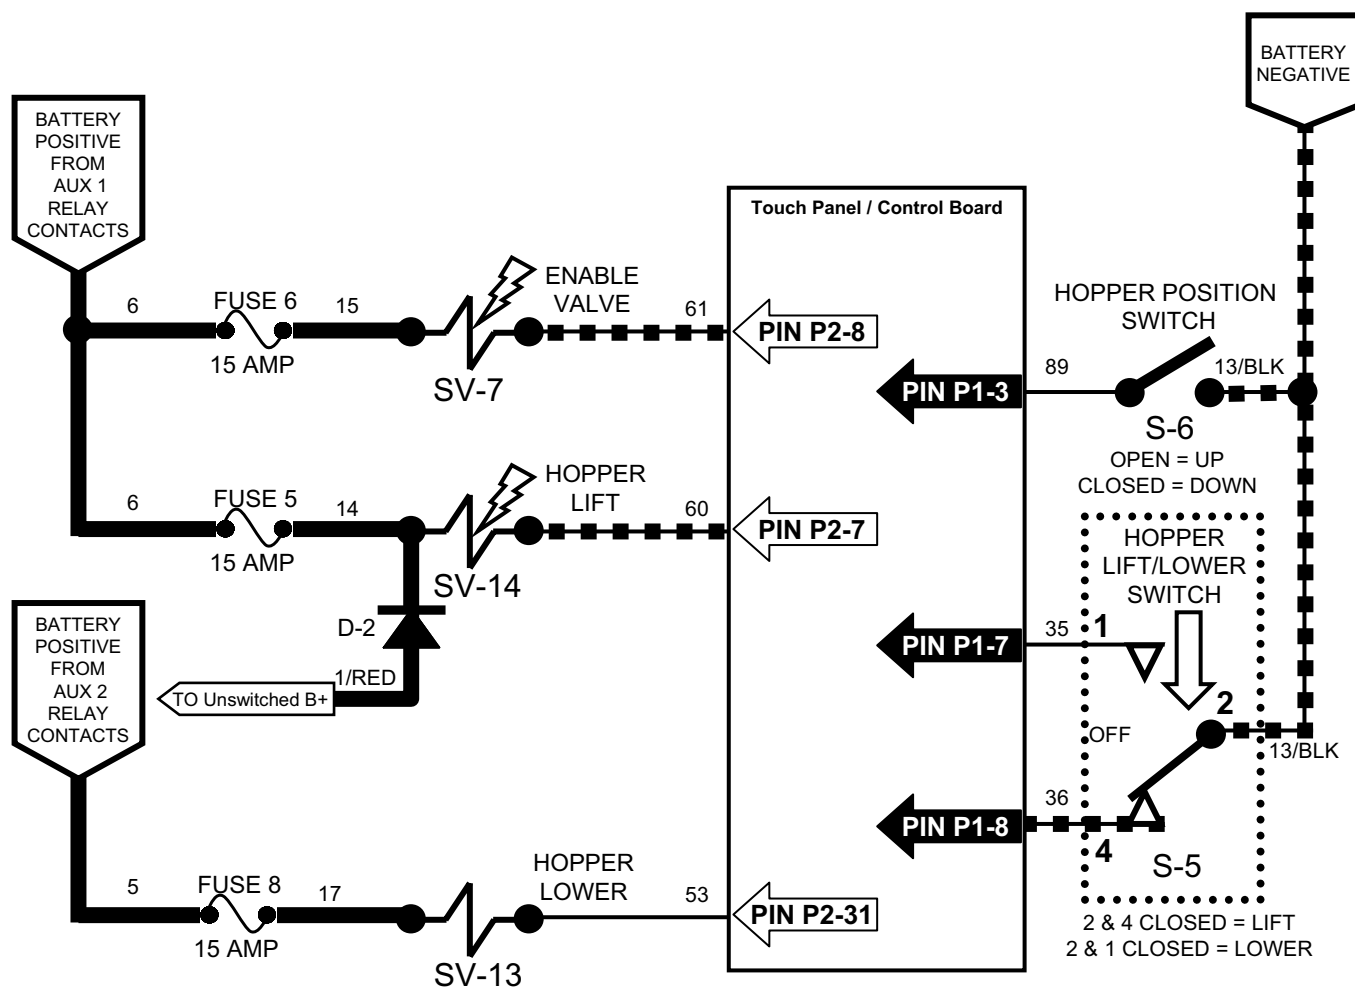 BATTERY
NEGATIVE
BATTERY
POSITIVE
FROM
AUX 1
RELAY
CONTACTS
Touch Panel / Control Board
6
FUSE 6
15 AMP
15
SV-7
ENABLE
VALVE
61
PIN P2-8
PIN P1-3
89
HOPPER POSITION
SWITCH
13/BLK
S-6
OPEN = UP
CLOSED = DOWN
6
FUSE 5
15 AMP
14
SV-14
HOPPER
LIFT
60
PIN P2-7
D-2
1/RED
TO Unswitched B+
HOPPER
LIFT/LOWER
SWITCH
PIN P1-7
35
1
2
OFF
13/BLK
PIN P1-8
36
4
S-5
2 & 4 CLOSED = LIFT
2 & 1 CLOSED = LOWER
BATTERY
POSITIVE
FROM
AUX 2
RELAY
CONTACTS
5
FUSE 8
15 AMP
17
SV-13
HOPPER
LOWER
53
PIN P2-31